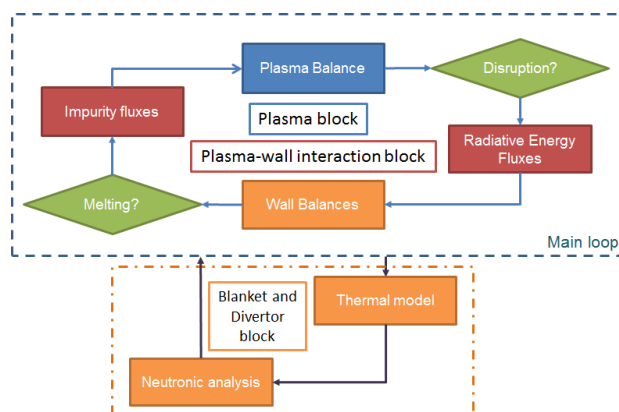 Plasma Balance
Disruption?
Impurity fluxes
Plasma block
Radiative Energy
Fluxes
Plasma-wall interaction block
Melting?
Wall Balances
Main loop
Blanket and
Divertor
block
Thermal model
Neutronic analysis